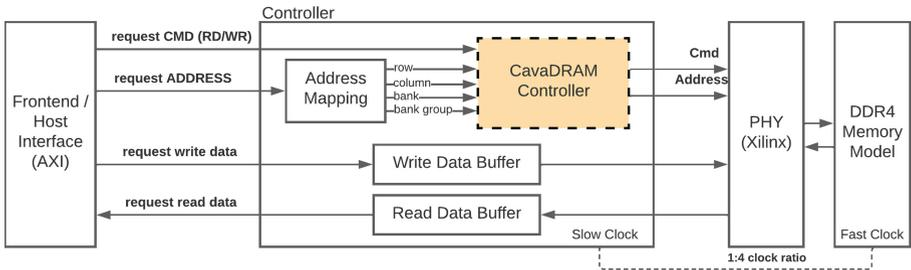 Controller
request CMD (RD/WR)
request ADDRESS
Frontend /
Host
Interface
(AXI)
request write data
request read data
Address
Mapping
row
column
bank
bank group
CavaDRAM
Controller
Write Data Buffer
Read Data Buffer
Slow Clock
Cmd
Address
PHY
(Xilinx)
DDR4
Memory
Model
Fast Clock
1:4 clock ratio